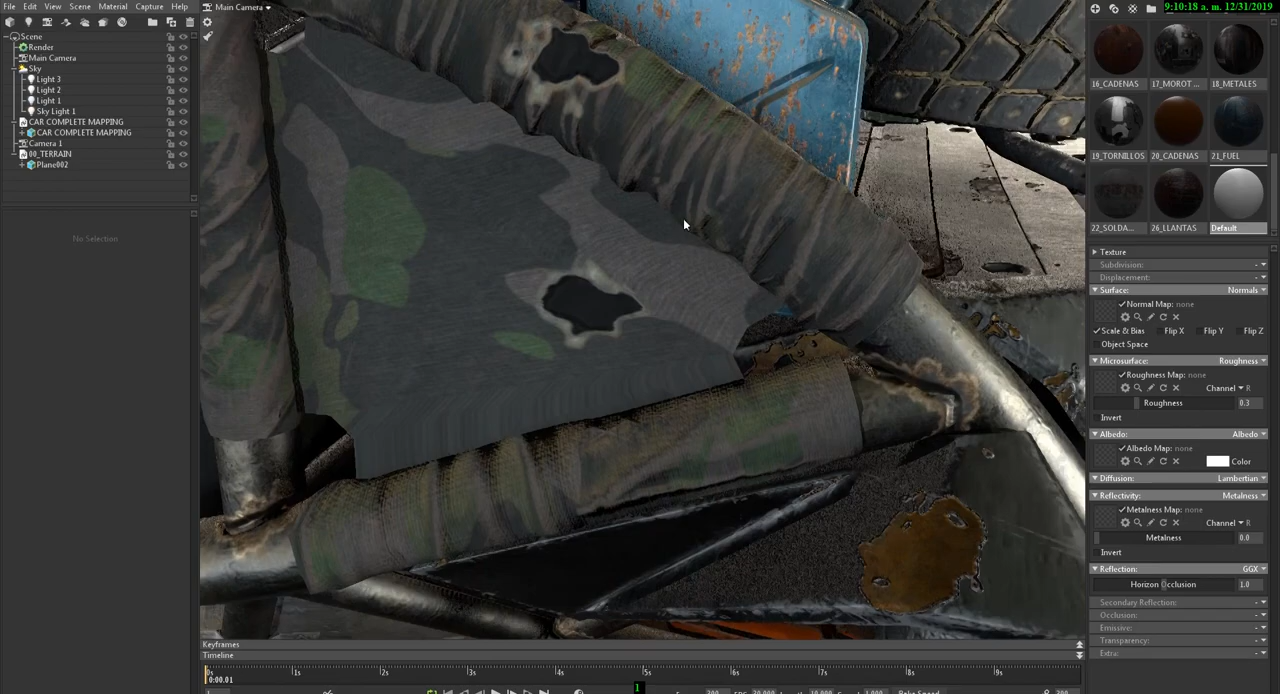 File Edit View Scene Material Capture Help
Main Camera
9:10:18 a. m. 12/31/2019
Scene
Render
Main Camera
Sky
Light 3
Light 2
Light 1
Sky Light 1
CAR COMPLETE MAPPING
CAR COMPLETE MAPPING
Camera 1
00_TERRAIN
Plane002
No Selection
16_CADENAS 17_MOROT ... 18_METALES
19_TORNILLOS 20_CADENAS 21_FUEL
22_SOLDA... 26_LLANTAS Default
Texture
Subdivision: -
Displacement: -
Surface: Normals
Normal Map: none
Scale & Bias Flip X Flip Y Flip Z
Object Space
Microsurface: Roughness
Roughness Map: none
Channel R
Roughness 0.3
Invert
Albedo: Albedo
Albedo Map: none
Color
Diffusion: Lambertian
Reflectivity: Metalness
Metalness Map: none
Channel R
Metalness 0.0
Invert
Reflection: GGX
Horizon Occlusion 1.0
Secondary Reflection: -
Occlusion: -
Emissive: -
Transparency: -
Extra: -
Keyframes
Timeline
1s 2s 3s 4s 5s 6s 7s 8s 9s
0:00.01
1